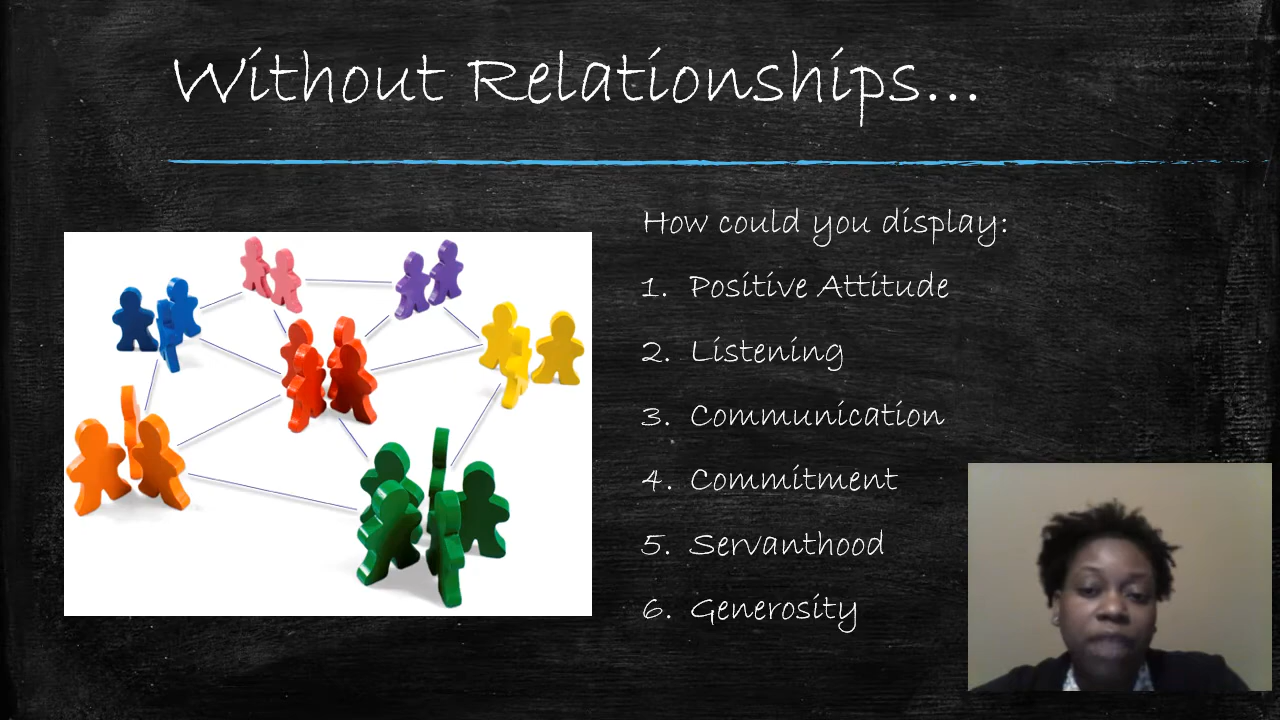 Without Relationships...
How could you display:
1. Positive Attitude
2. Listening
3. Communication
4. Commitment
5. Servanthood
6. Generosity